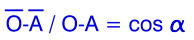 O̅-A̅ / O-A = cos α